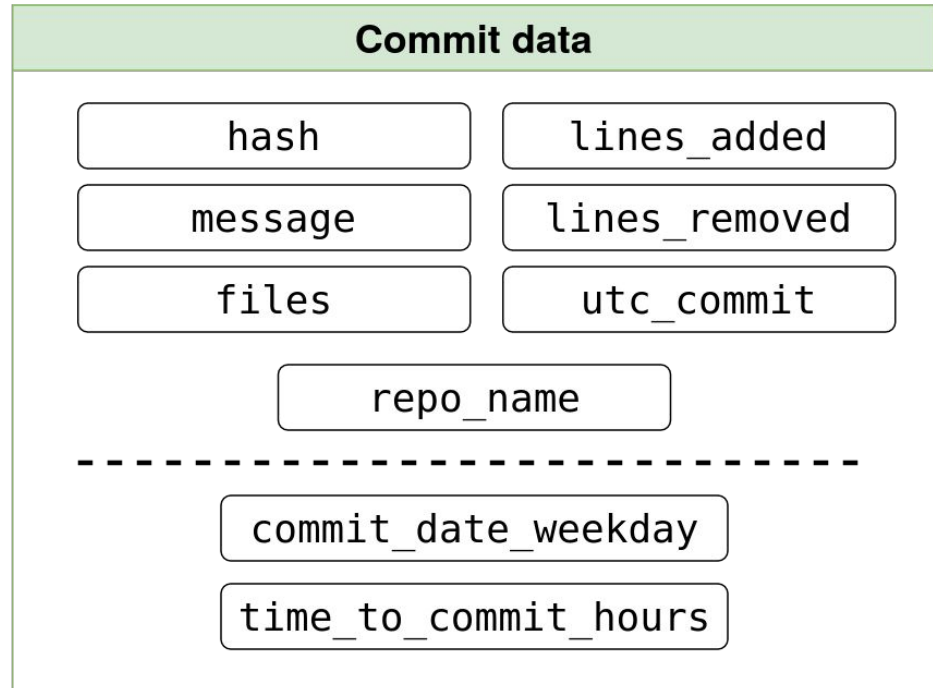 Commit data
hash
lines_added
message
lines_removed
files
utc_commit
repo_name
commit_date_weekday
time_to_commit_hours